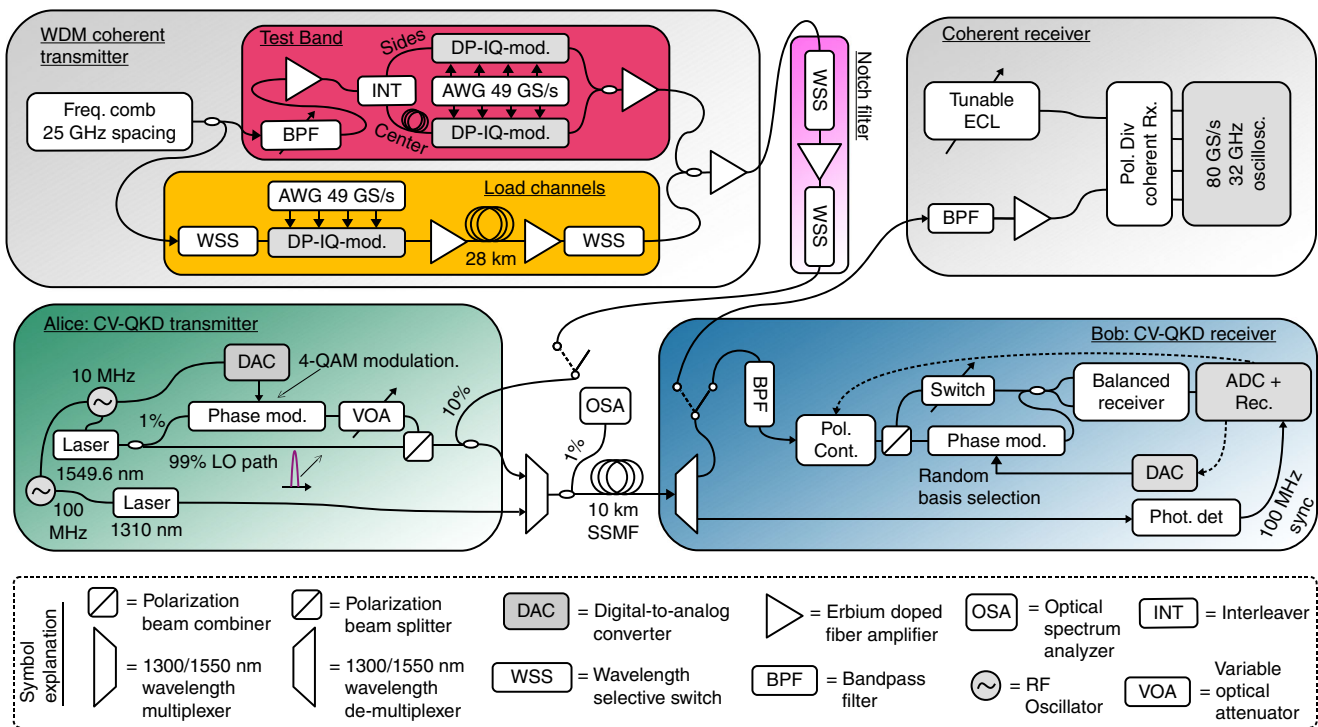 WDM coherent
transmitter
Freq. comb
25 GHz spacing
Test Band
BPF
INT
Sides
Center
DP-IQ-mod.
AWG 49 GS/s
DP-IQ-mod.
Load channels
WSS
AWG 49 GS/s
DP-IQ-mod.
28 km
WSS
Notch filter
WSS
WSS
Coherent receiver
Tunable
ECL
BPF
Pol. Div
coherent Rx.
80 GS/s
32 GHz
oscillosc.
Alice: CV-QKD transmitter
DAC
4-QAM modulation.
10 MHz
1%
Phase mod.
VOA
10%
Laser
1549.6 nm
99% LO path
100
MHz
Laser
1310 nm
OSA
1%
10 km
SSMF
Bob: CV-QKD receiver
BPF
Pol.
Cont.
Switch
Phase mod.
Balanced
receiver
ADC +
Rec.
Random
basis selection
DAC
Phot. det
100 MHz
sync
Symbol
explanation
= Polarization
beam combiner
= 1300/1550 nm
wavelength
multiplexer
= Polarization
beam splitter
= 1300/1550 nm
wavelength
de-multiplexer
DAC = Digital-to-analog
converter
WSS = Wavelength
selective switch
= Erbium doped
fiber amplifier
BPF = Bandpass
filter
OSA = Optical
spectrum
analyzer
= RF
Oscillator
INT = Interleaver
VOA = Variable
optical
attenuator